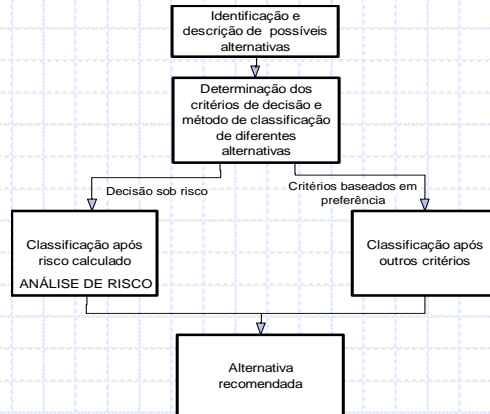 Identificação e
descrição de possíveis
alternativas
Determinação dos
critérios de decisão e
método de classificação
de diferentes
alternativas
Decisão sob risco
Critérios baseados em
preferência
Classificação após
risco calculado
ANÁLISE DE RISCO
Classificação após
outros critérios
Alternativa
recomendada